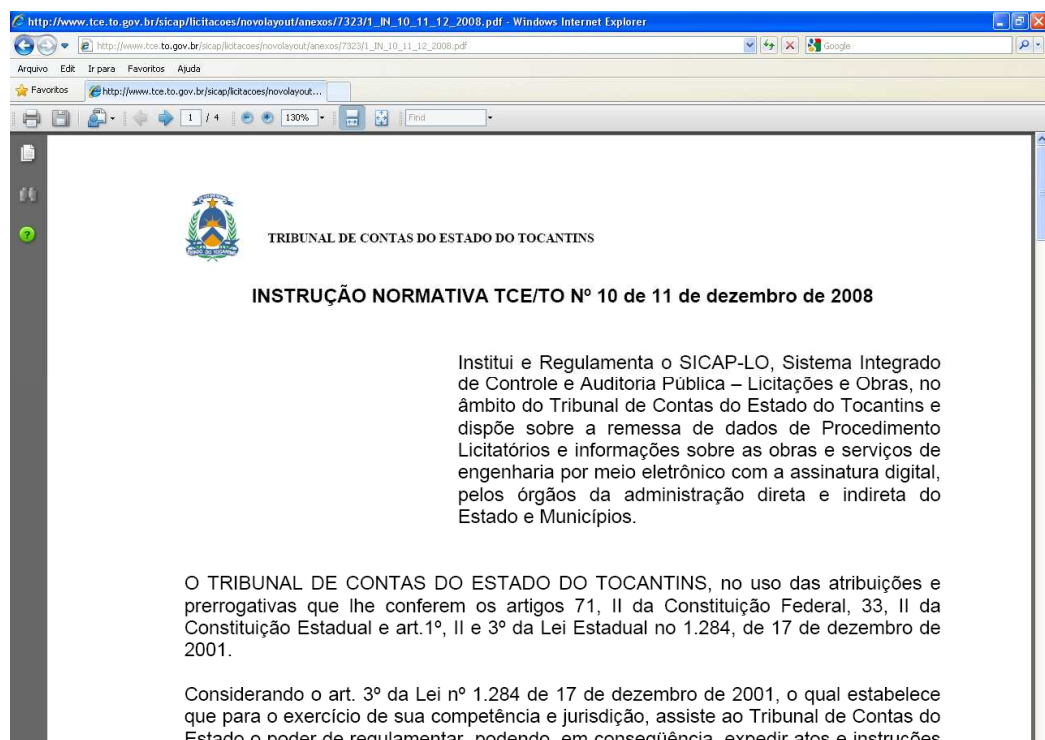 http://www.tce.to.gov.br/sicap/licitacoes/novolayout/anexos/7323/1_IN_10_11_12_2008.pdf - Windows Internet Explorer
http://www.tce.to.gov.br/sicap/licitacoes/novolayout/anexos/7323/1_IN_10_11_12_2008.pdf
Google
Arquivo Edit Ir para Favoritos Ajuda
Favoritos http://www.tce.to.gov.br/sicap/licitacoes/novolayout...
1 / 4 130% Find
TRIBUNAL DE CONTAS DO ESTADO DO TOCANTINS
INSTRUÇÃO NORMATIVA TCE/TO Nº 10 de 11 de dezembro de 2008
Institui e Regulamenta o SICAP-LO, Sistema Integrado
de Controle e Auditoria Pública – Licitações e Obras, no
âmbito do Tribunal de Contas do Estado do Tocantins e
dispõe sobre a remessa de dados de Procedimento
Licitatórios e informações sobre as obras e serviços de
engenharia por meio eletrônico com a assinatura digital,
pelos órgãos da administração direta e indireta do
Estado e Municípios.
O TRIBUNAL DE CONTAS DO ESTADO DO TOCANTINS, no uso das atribuições e
prerrogativas que lhe conferem os artigos 71, II da Constituição Federal, 33, II da
Constituição Estadual e art.1º, II e 3º da Lei Estadual no 1.284, de 17 de dezembro de
2001.
Considerando o art. 3º da Lei nº 1.284 de 17 de dezembro de 2001, o qual estabelece
que para o exercício de sua competência e jurisdição, assiste ao Tribunal de Contas do
Estado o poder de regulamentar, podendo, em conseqüência, expedir atos e instruções